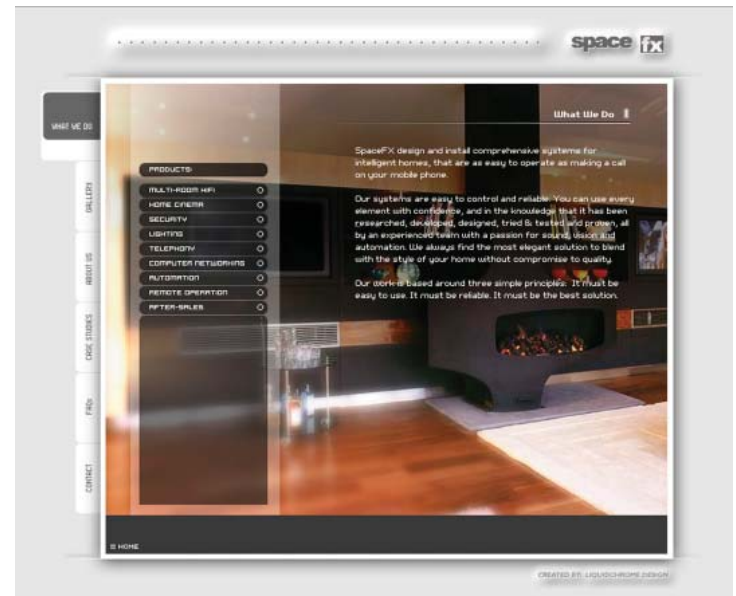 space fx
WHAT WE DO
GALLERY
ABOUT US
CASE STUDIES
FAQs
CONTACT
What We Do
SpaceFX design and install comprehensive systems for
intelligent homes, that are as easy to operate as making a call
on your mobile phone.
Our systems are easy to control and reliable. You can use every
element with confidence, and in the knowledge that it has been
researched, developed, designed, tried & tested and proven, all
by an experienced team with a passion for sound, vision and
automation. We always find the most elegant solution to blend
with the style of your home without compromise to quality.
Our work is based around three simple principles: It must be
easy to use. It must be reliable. It must be the best solution.
PRODUCTS:
MULTI-ROOM HIFI
HOME CINEMA
SECURITY
LIGHTING
TELEPHONY
COMPUTER NETWORKING
AUTOMATION
REMOTE OPERATION
AFTER-SALES
HOME
CREATED BY: LIQUIDCHROME DESIGN